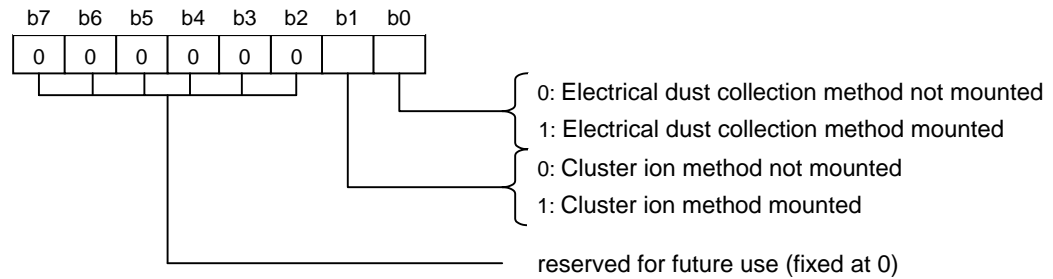 b7 b6 b5 b4 b3 b2 b1 b0
0 0 0 0 0 0
0: Electrical dust collection method not mounted
1: Electrical dust collection method mounted
0: Cluster ion method not mounted
1: Cluster ion method mounted
reserved for future use (fixed at 0)